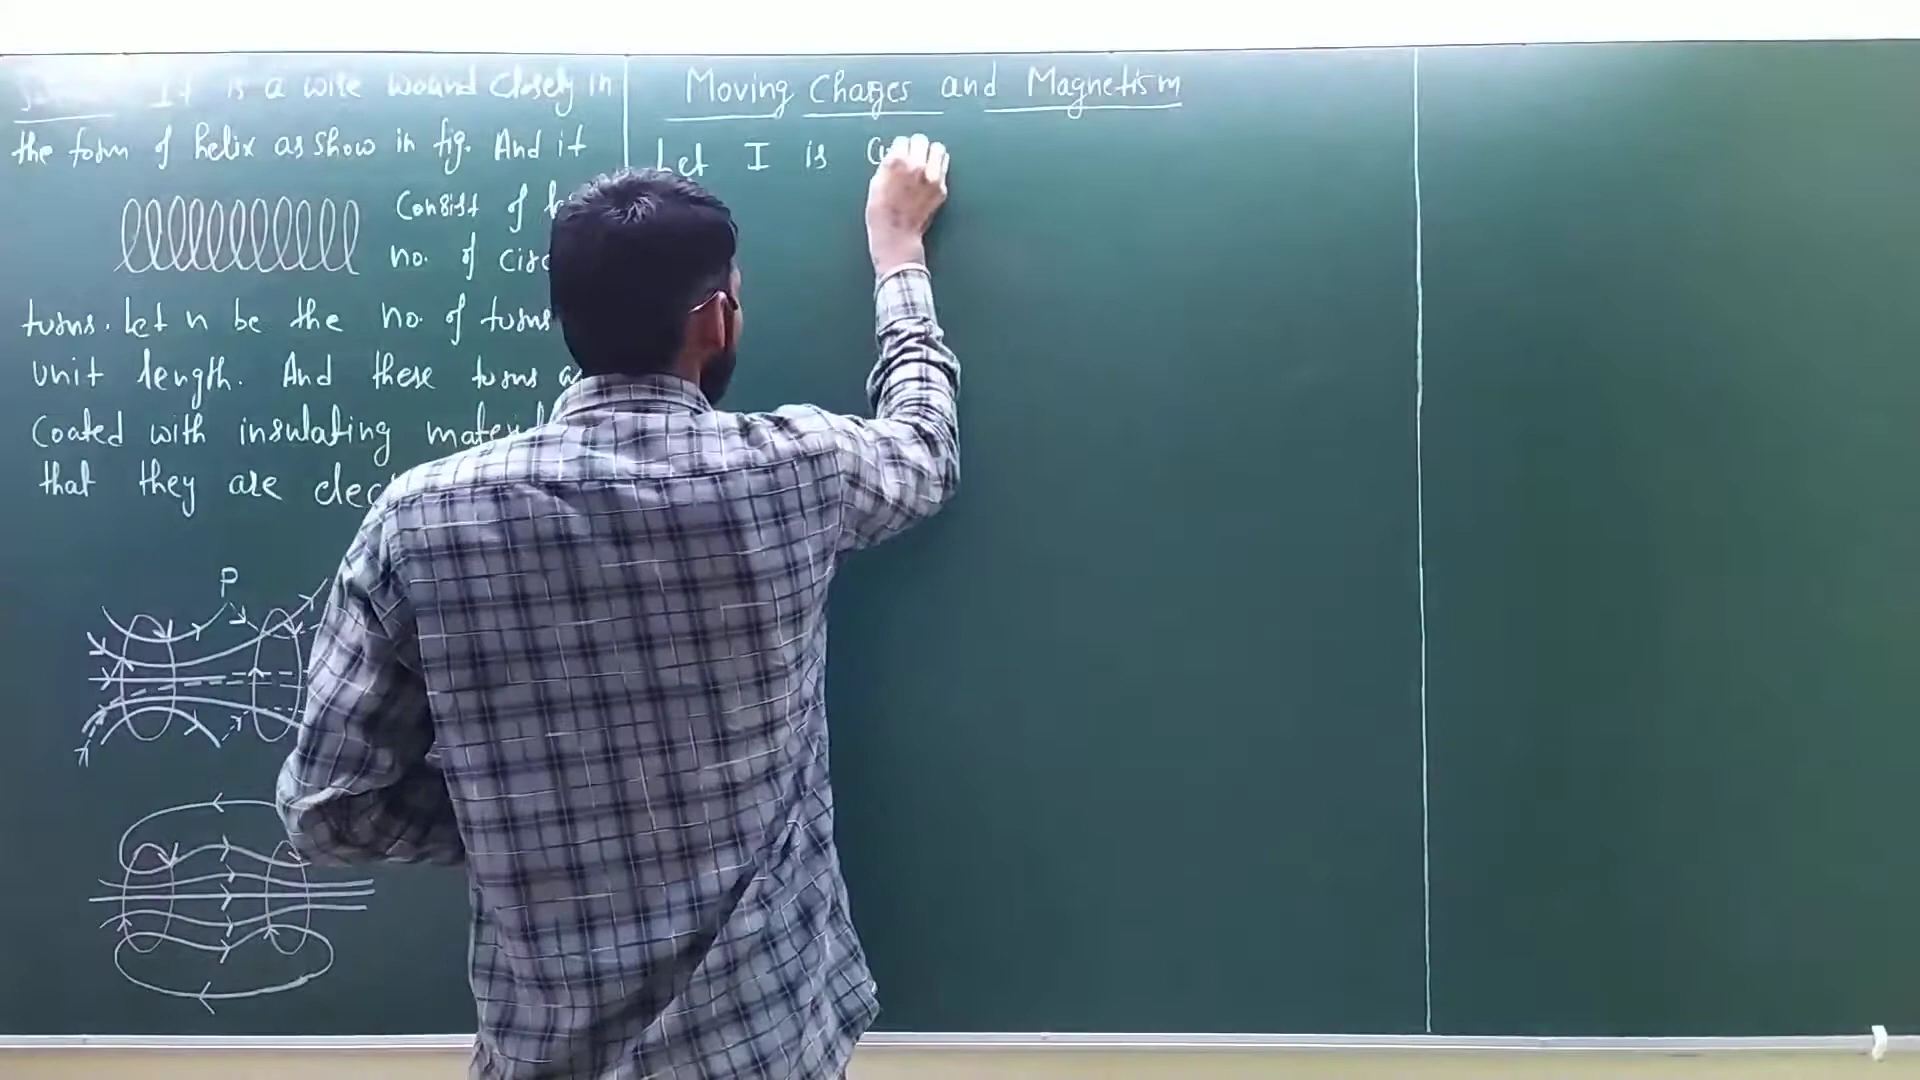 It is a wire wound closely in
the form of helix as show in fig. And it
Consist of
no. of
turns. Let n be the no. of turns
unit length. And these turns
Coated with insulating
that they are
P
Moving Charges and Magnetism
Let I is